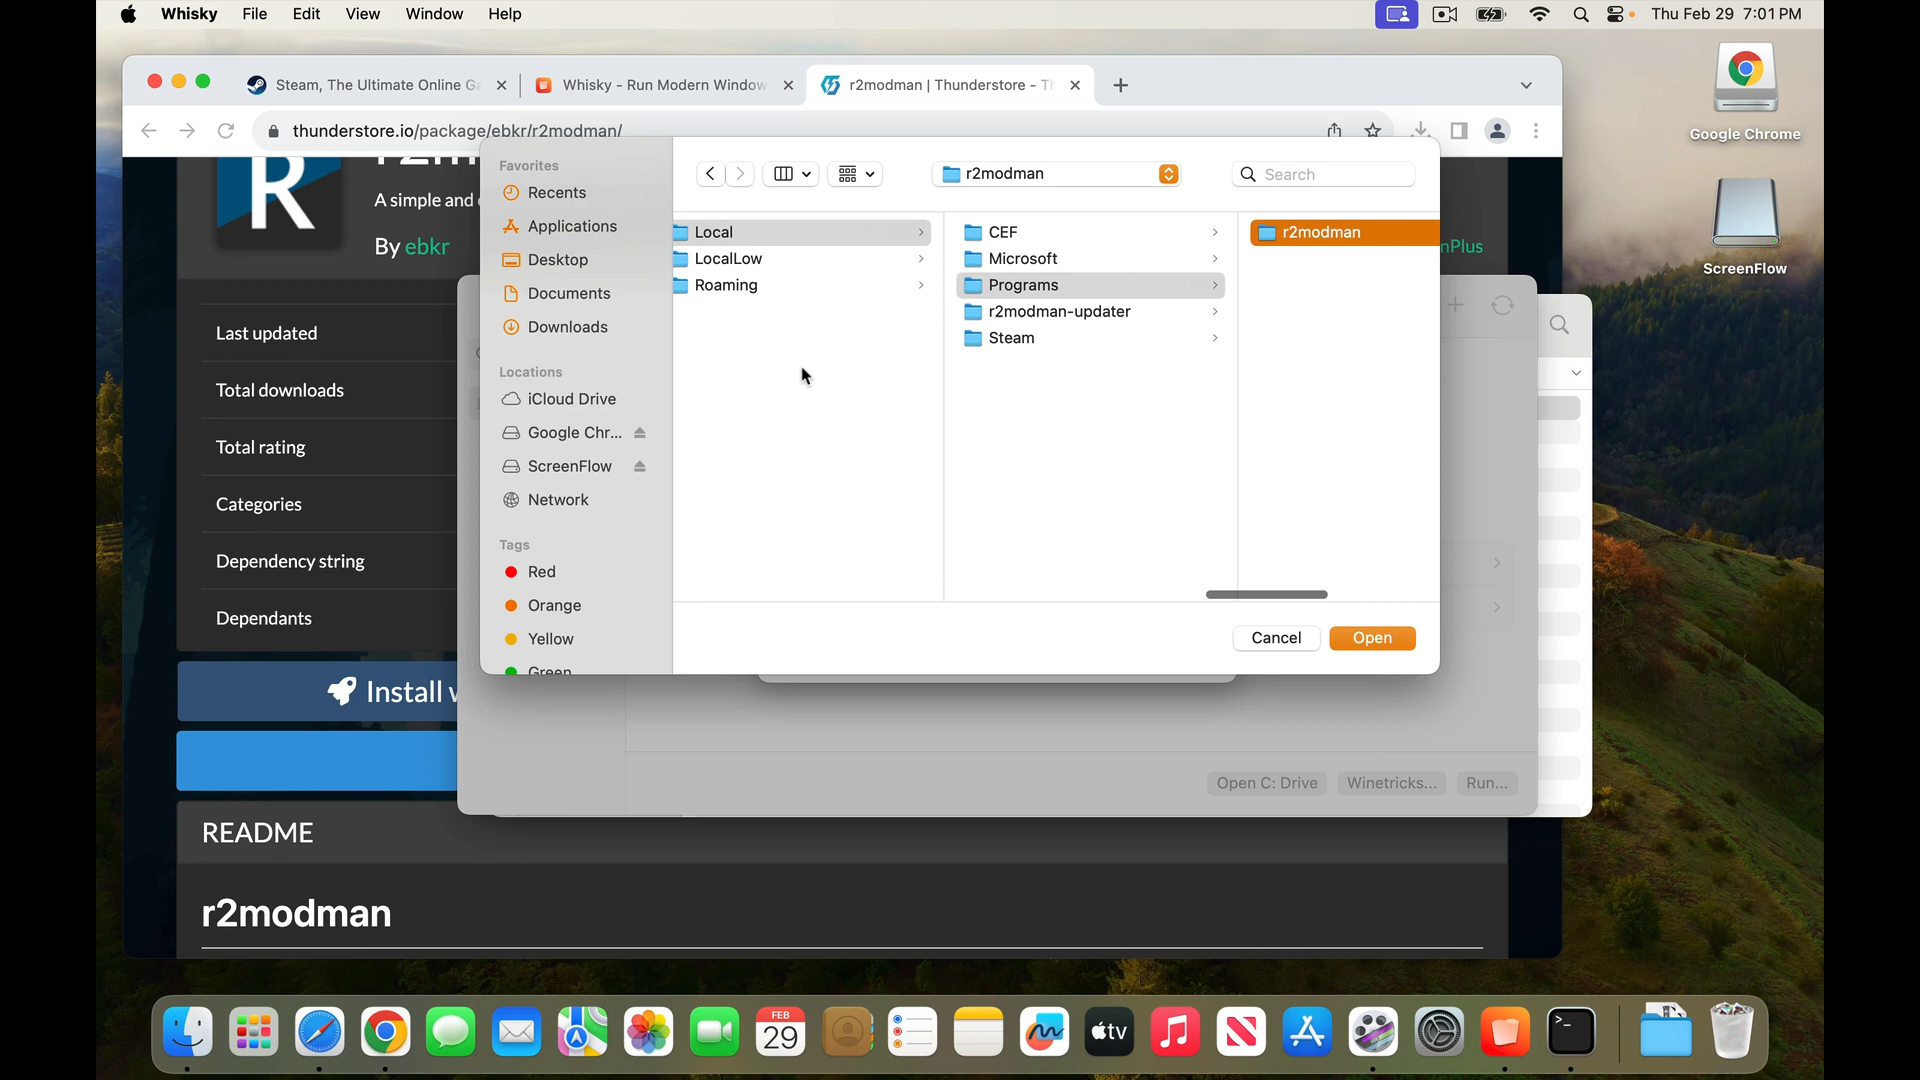 Whisky File Edit View Window Help Thu Feb 29 7:01 PM
Steam, The Ultimate Online Ga
Whisky - Run Modern Window
r2modman | Thunderstore - Th
thunderstore.io/package/ebkr/r2modman/
Google Chrome
ScreenFlow
R
A simple and
By ebkr
nPlus
Last updated
Total downloads
Total rating
Categories
Dependency string
Dependants
Install
README
r2modman
Favorites
Recents
Applications
Desktop
Documents
Downloads
Locations
iCloud Drive
Google Chr...
ScreenFlow
Network
Tags
Red
Orange
Yellow
Green
r2modman
Search
Local
LocalLow
Roaming
CEF
Microsoft
Programs
r2modman-updater
Steam
r2modman
Cancel Open
Open C: Drive Winetricks... Run...
FEB
29
tv